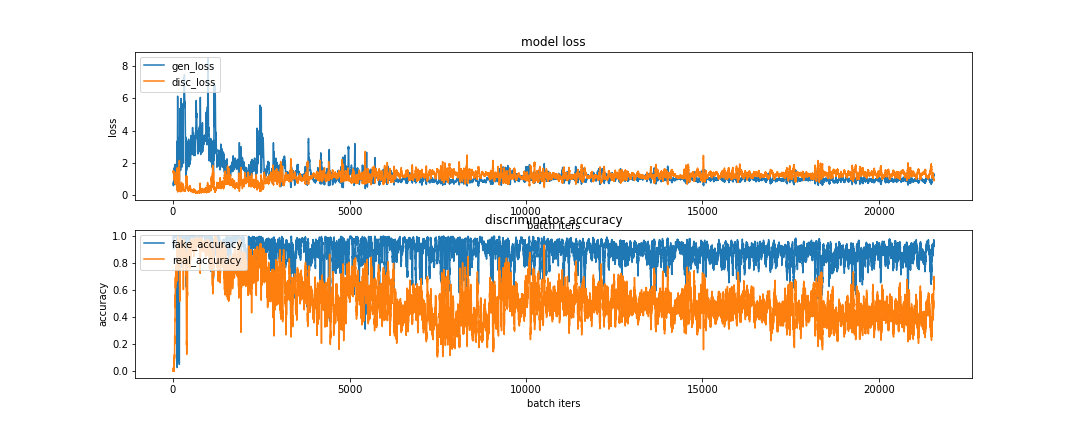 model loss
gen_loss
disc_loss
loss
8
6
4
2
0
0 5000 10000 15000 20000
batch iters
discriminator accuracy
fake_accuracy
real_accuracy
accuracy
1.0
0.8
0.6
0.4
0.2
0.0
0 5000 10000 15000 20000
batch iters